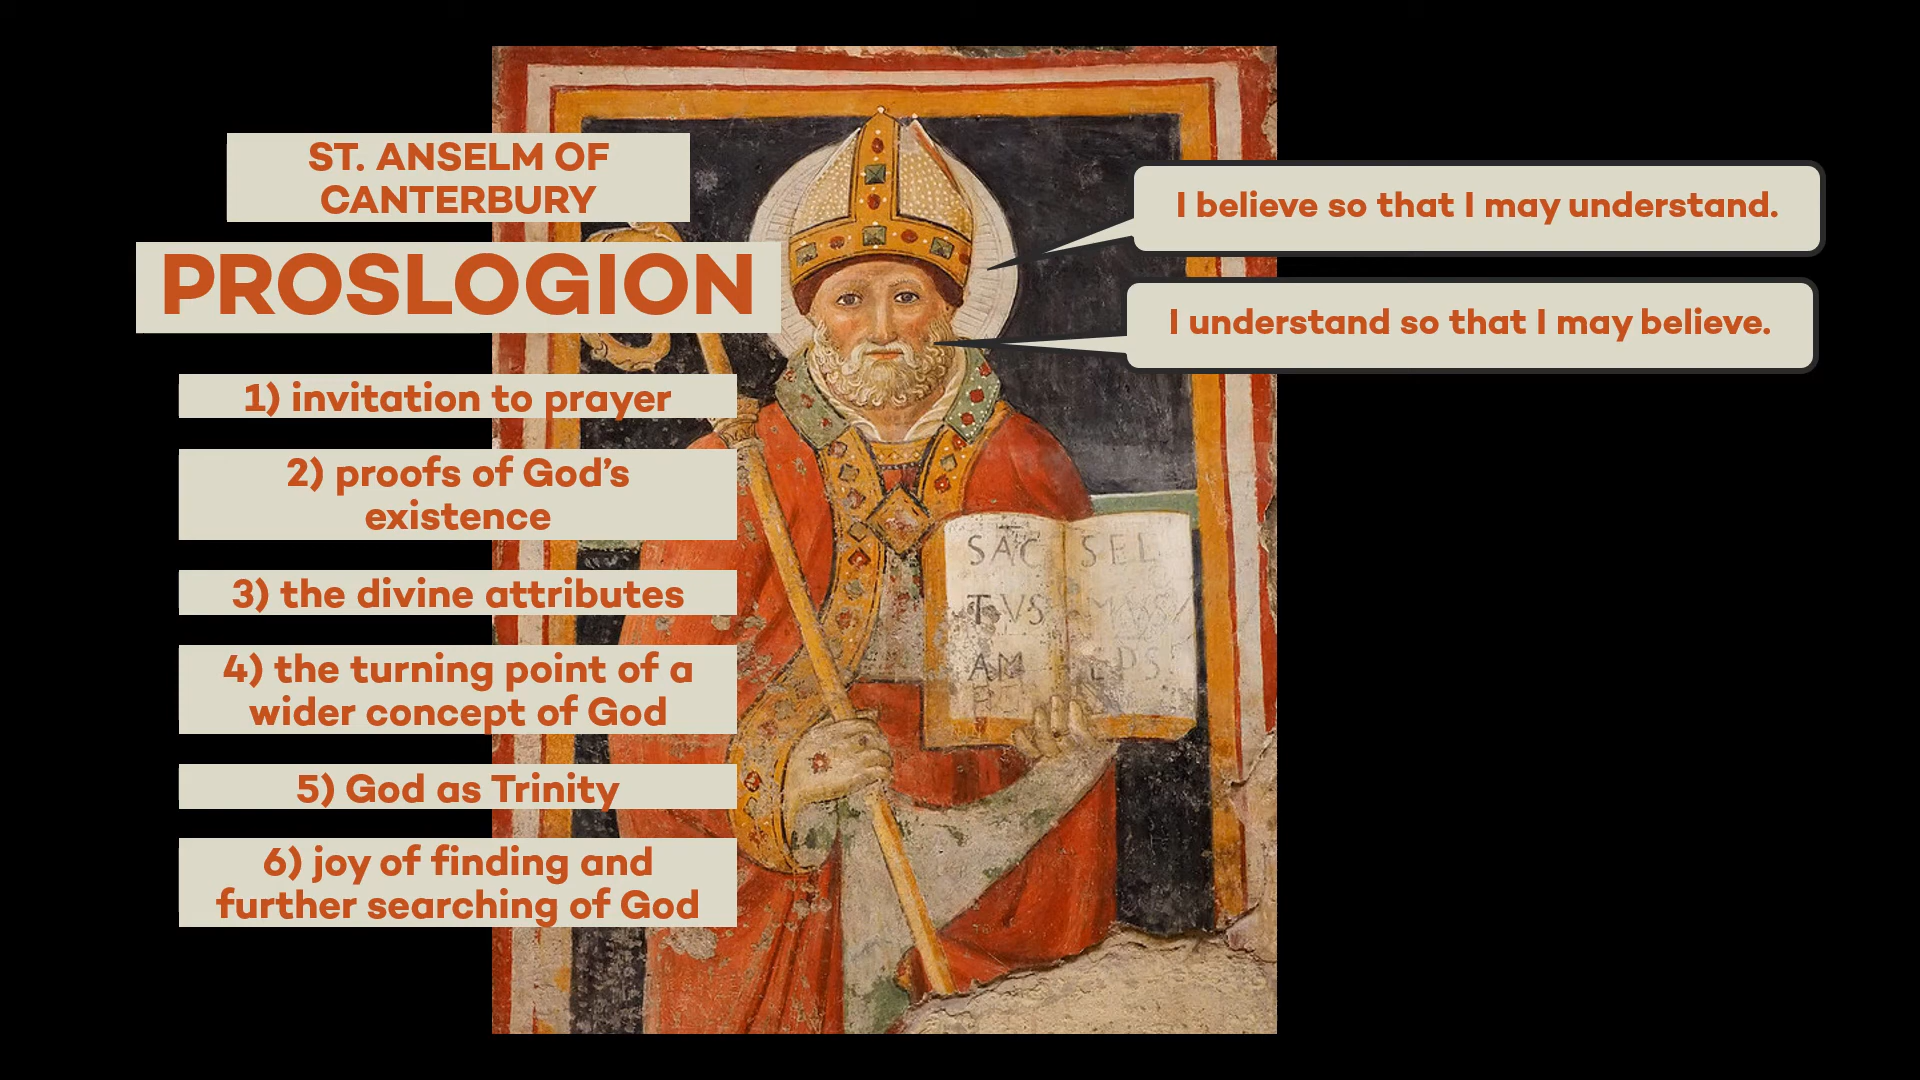 ST. ANSELM OF
CANTERBURY
PROSLOGION
1) invitation to prayer
2) proofs of God’s
existence
3) the divine attributes
4) the turning point of a
wider concept of God
5) God as Trinity
6) joy of finding and
further searching of God
I believe so that I may understand.
I understand so that I may believe.
SAC
TVS
AM
SEL